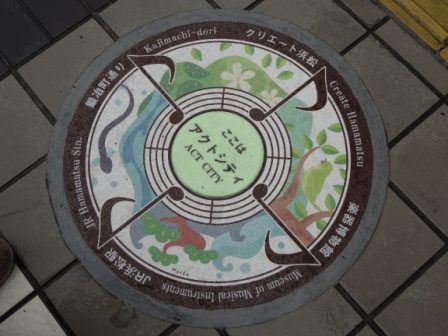 ここは
アクトシティ
ACT CITY
クリエート浜松
Create Hamamatsu
楽器博物館
Museum of Musical Instruments
JR浜松駅
JR Hamamatsu Stn.
鍛冶町通り
Kajimachi-dori